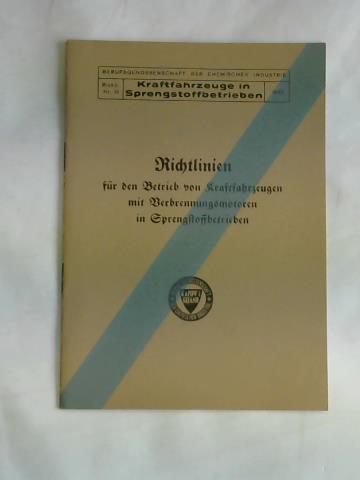 BERUFSGENOSSENSCHAFT DER CHEMISCHEN INDUSTRIE
Kraftfahrzeuge in
Sprengstoffbetrieben
Richtlinien
für den Betrieb von Kraftfahrzeugen
mit Verbrennungsmotoren
in Sprengstoffbetrieben